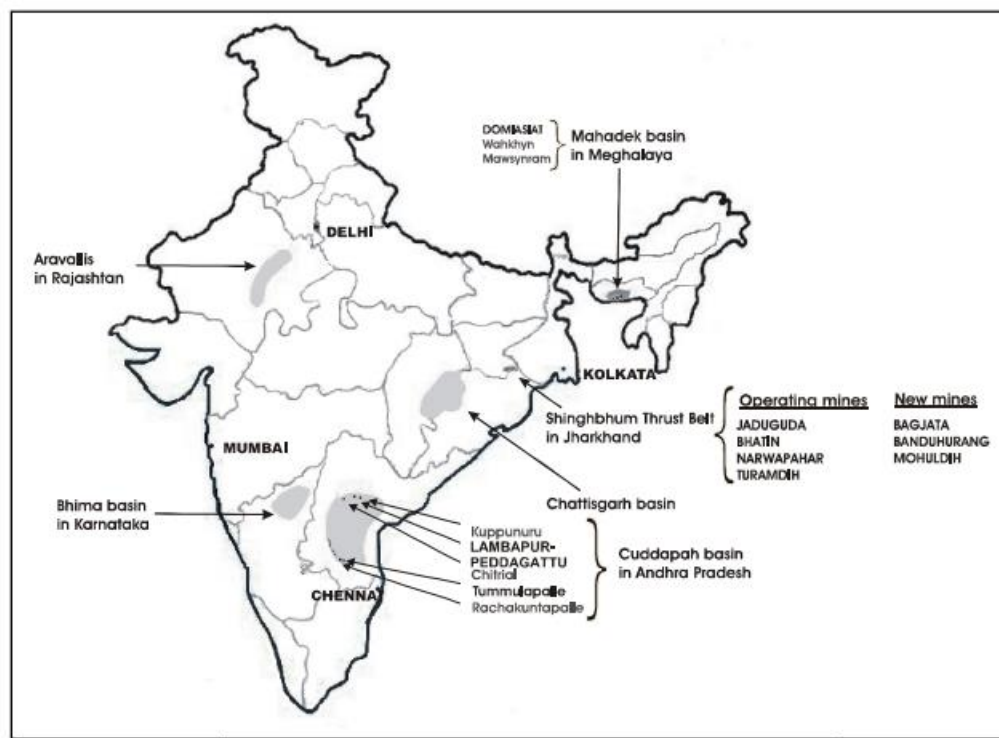 DOMIASIAT
Wahkhyn
Mawsynram
Mahadek basin
in Meghalaya
DELHI
Aravallis
in Rajashtan
KOLKATA
Shinghbhum Thrust Belt
in Jharkhand
Operating mines
JADUGUDA
BHATIN
NARWAPAHAR
TURAMDIH
New mines
BAGJATA
BANDUHURANG
MOHULDIH
MUMBAI
Chattisgarh basin
Bhima basin
in Karnataka
Kuppunuru
LAMBAPUR-
PEDDAGATTU
Chitrial
Tummulapalle
Rachakuntapalle
Cuddapah basin
in Andhra Pradesh
CHENNAI